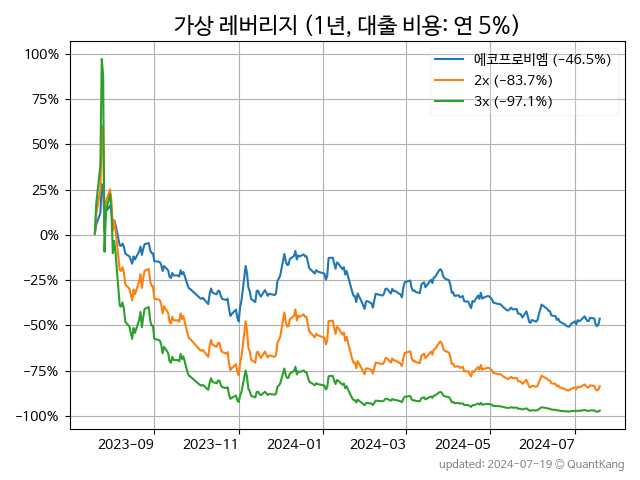 가상 레버리지 (1년, 대출 비용: 연 5%)
에코프로비엠 (−46.5%)
2x (−83.7%)
3x (−97.1%)
100%
75%
50%
25%
0%
−25%
−50%
−75%
−100%
2023-09 2023-11 2024-01 2024-03 2024-05 2024-07
updated: 2024-07-19 © QuantKang